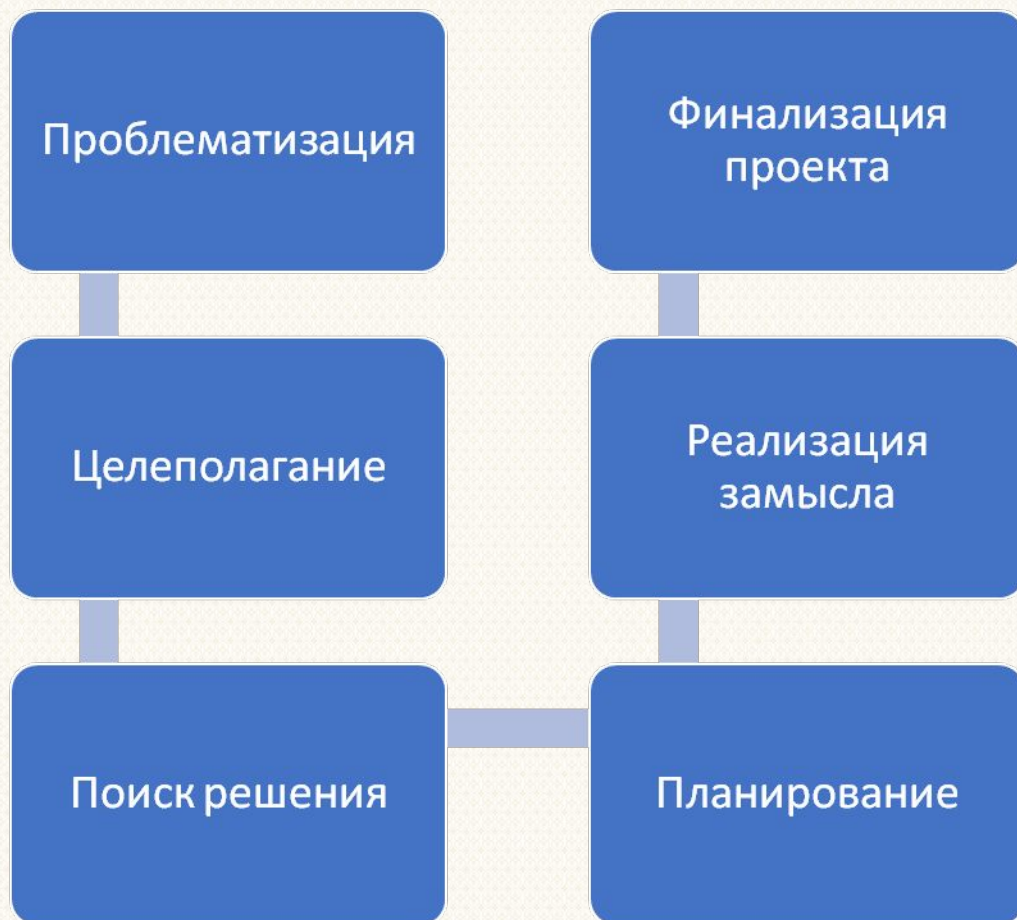 Проблематизация
Целеполагание
Поиск решения
Планирование
Реализация
замысла
Финализация
проекта